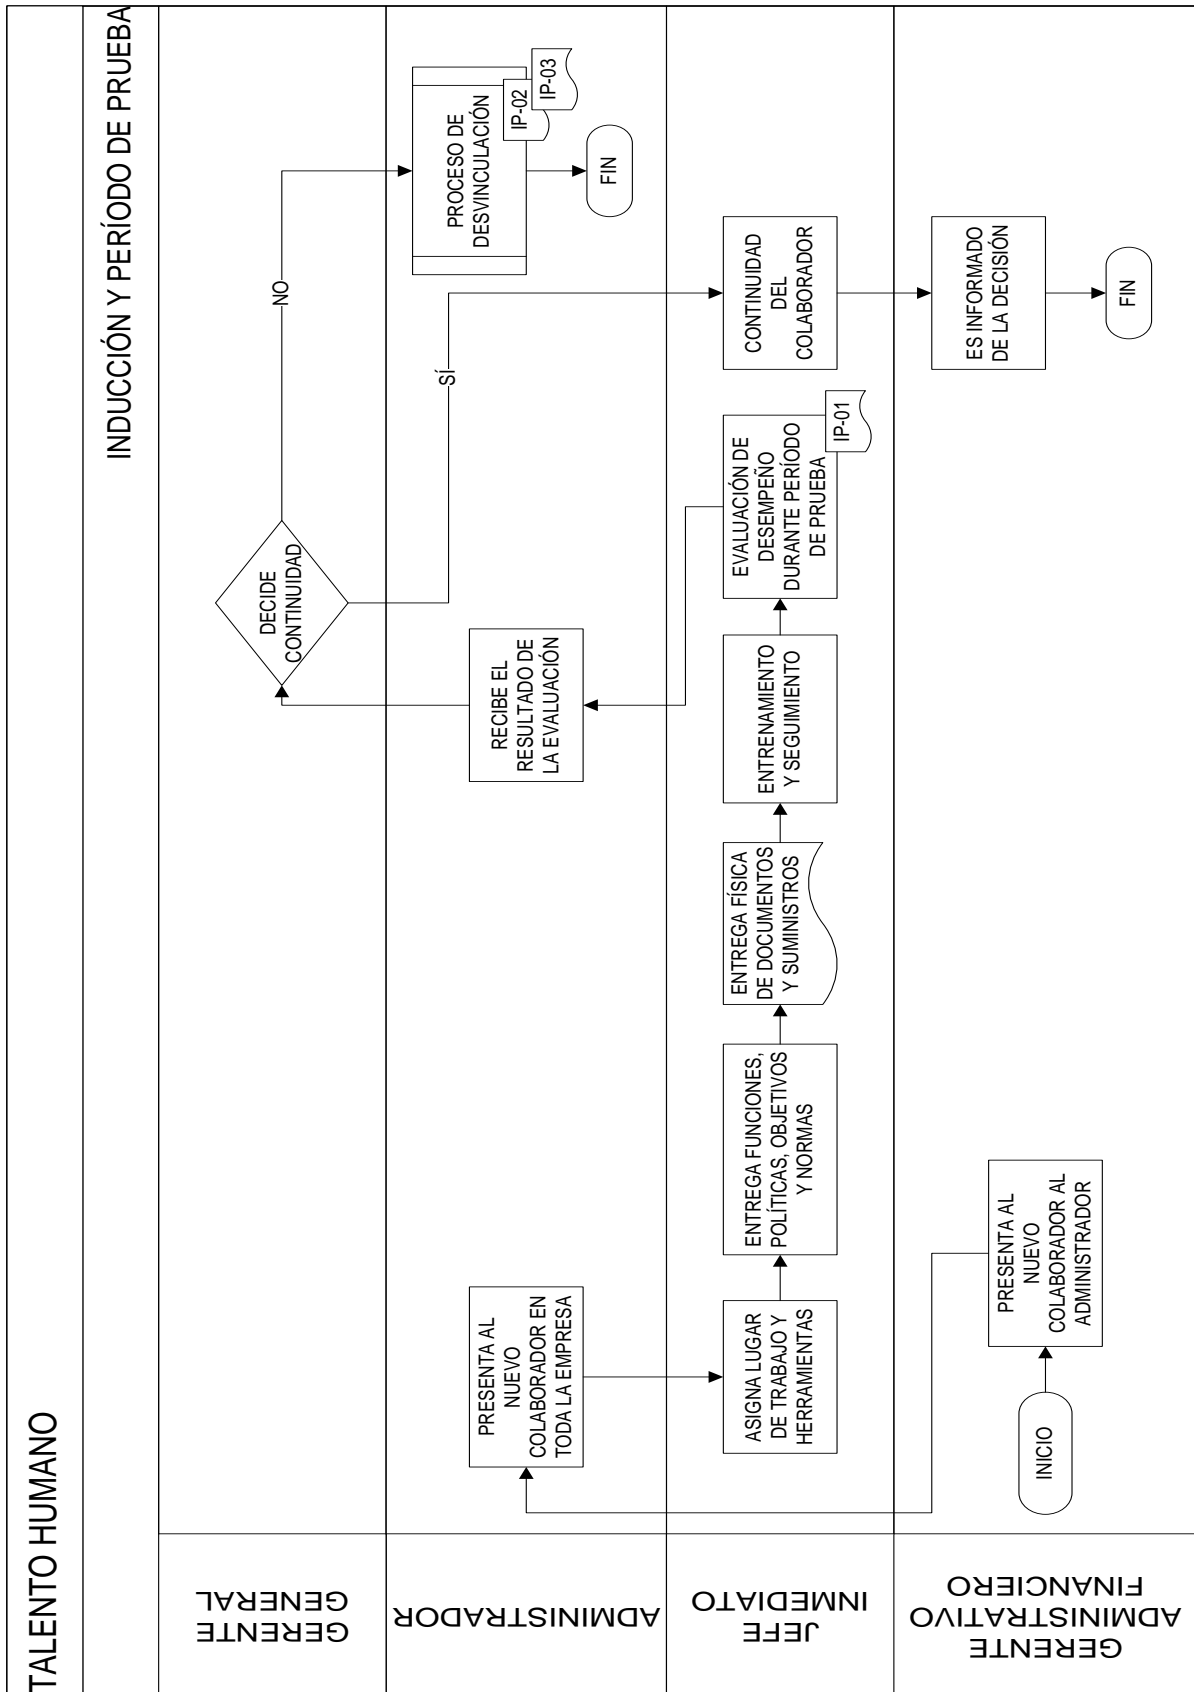 TALENTO HUMANO
INDUCCIÓN Y PERÍODO DE PRUEBA
GERENTE
GENERAL
DECIDE
CONTINUIDAD
NO
SÍ
ADMINISTRADOR
PRESENTA AL
NUEVO
COLABORADOR EN
TODA LA EMPRESA
RECIBE EL
RESULTADO DE
LA EVALUACIÓN
PROCESO DE
DESVINCULACIÓN
IP-02
IP-03
FIN
JEFE
INMEDIATO
ASIGNA LUGAR
DE TRABAJO Y
HERRAMIENTAS
ENTREGA FUNCIONES,
POLÍTICAS, OBJETIVOS
Y NORMAS
ENTREGA FÍSICA
DE DOCUMENTOS
Y SUMINISTROS
ENTRENAMIENTO
Y SEGUIMIENTO
EVALUACIÓN DE
DESEMPEÑO
DURANTE PERÍODO
DE PRUEBA
IP-01
CONTINUIDAD
DEL
COLABORADOR
GERENTE
ADMINISTRATIVO
FINANCIERO
INICIO
PRESENTA AL
NUEVO
COLABORADOR AL
ADMINISTRADOR
ES INFORMADO
DE LA DECISIÓN
FIN